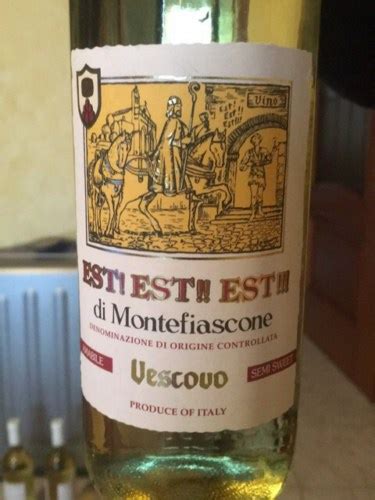 Vino
EST! EST!! EST!!!
EST! EST!! EST!!!
di Montefiascone
DENOMINAZIONE DI ORIGINE CONTROLLATA
AMABILE
Vescovo
SEMI SWEET
PRODUCE OF ITALY